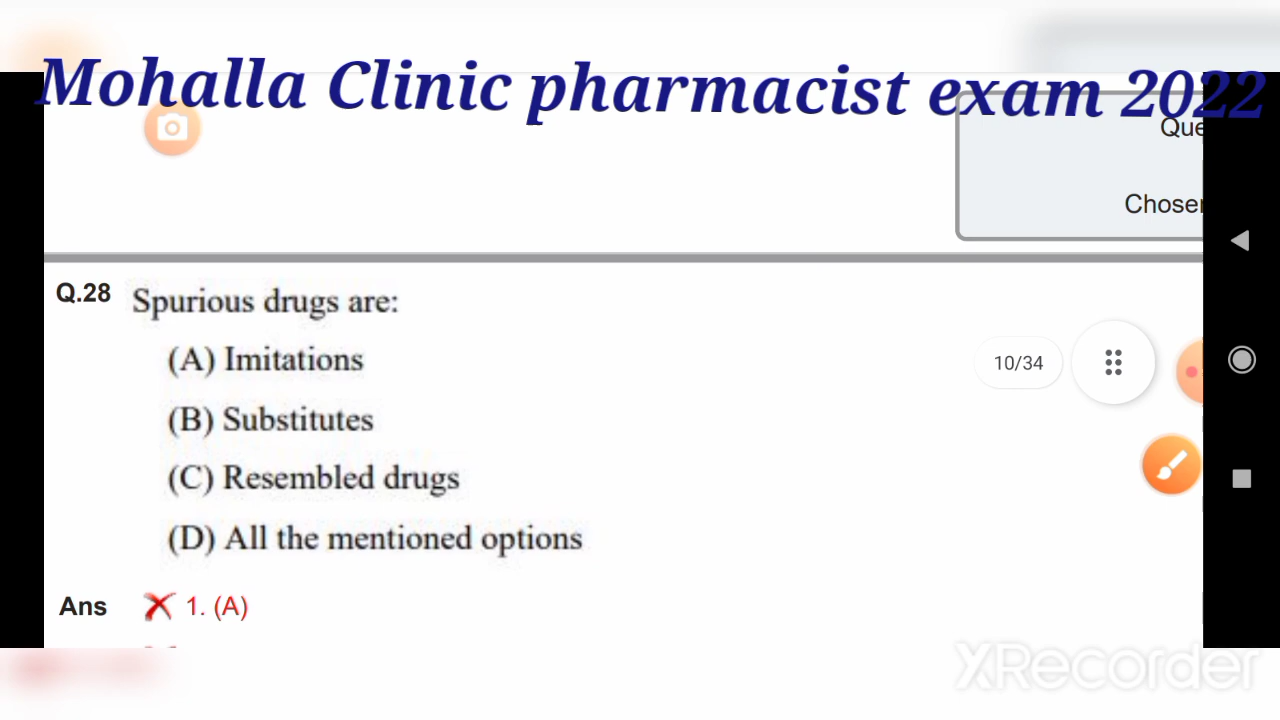 Mohalla Clinic pharmacist exam 2022
Que
Chosen
Q.28 Spurious drugs are:
(A) Imitations
(B) Substitutes
(C) Resembled drugs
(D) All the mentioned options
10/34
Ans 1. (A)
XRecorder